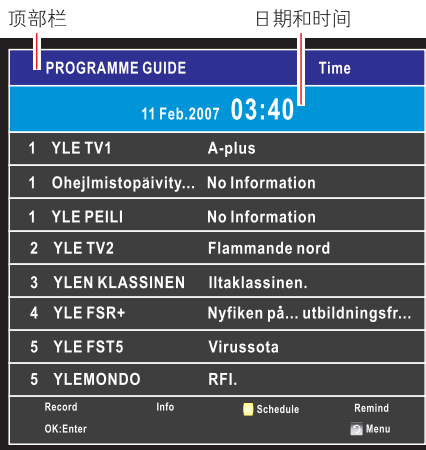 顶部栏 日期和时间
PROGRAMME GUIDE Time
11 Feb.2007 03:40
1 YLE TV1 A-plus
1 Ohejlmistopäivity... No Information
1 YLE PEILI No Information
2 YLE TV2 Flammande nord
3 YLEN KLASSINEN Iltaklassinen.
4 YLE FSR+ Nyfiken på... utbildningsfr...
5 YLE FST5 Virussota
5 YLEMONDO RFI.
Record Info Schedule Remind
OK:Enter Menu